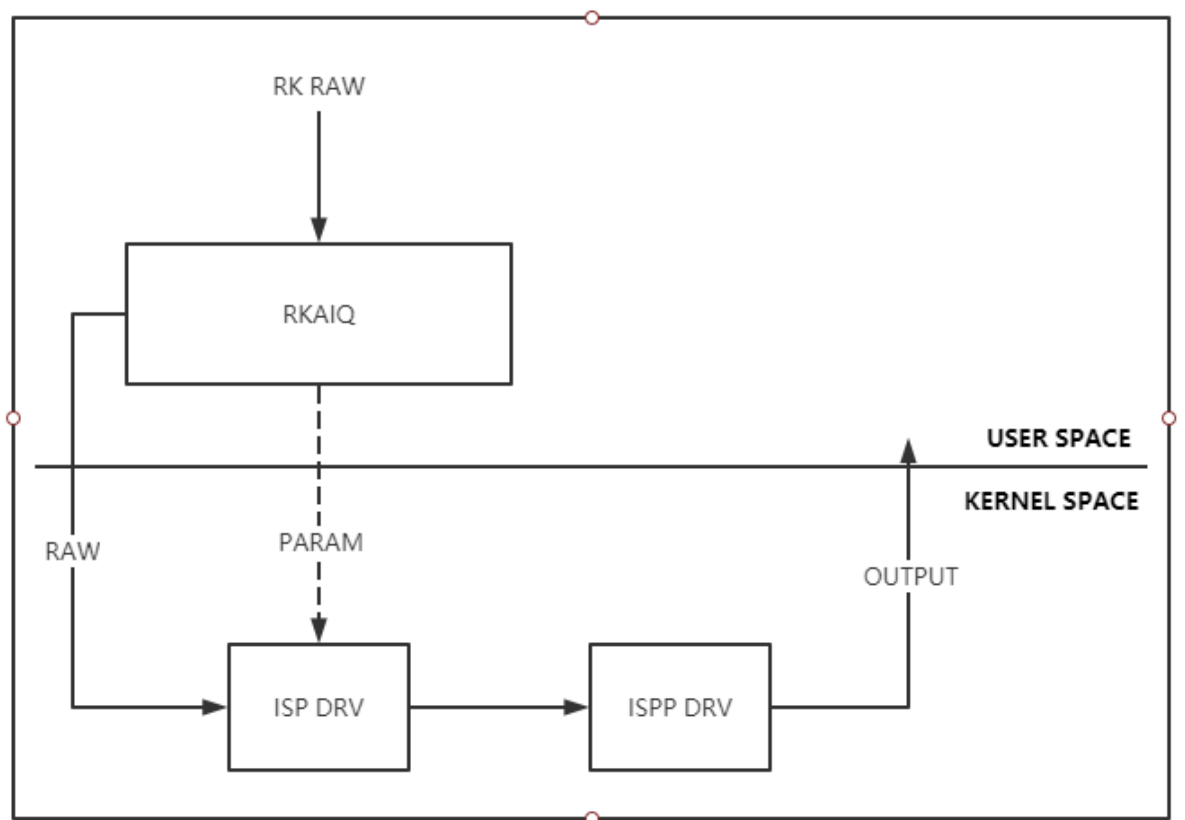 RK RAW
RKAIQ
USER SPACE
KERNEL SPACE
RAW
PARAM
OUTPUT
ISP DRV
ISPP DRV